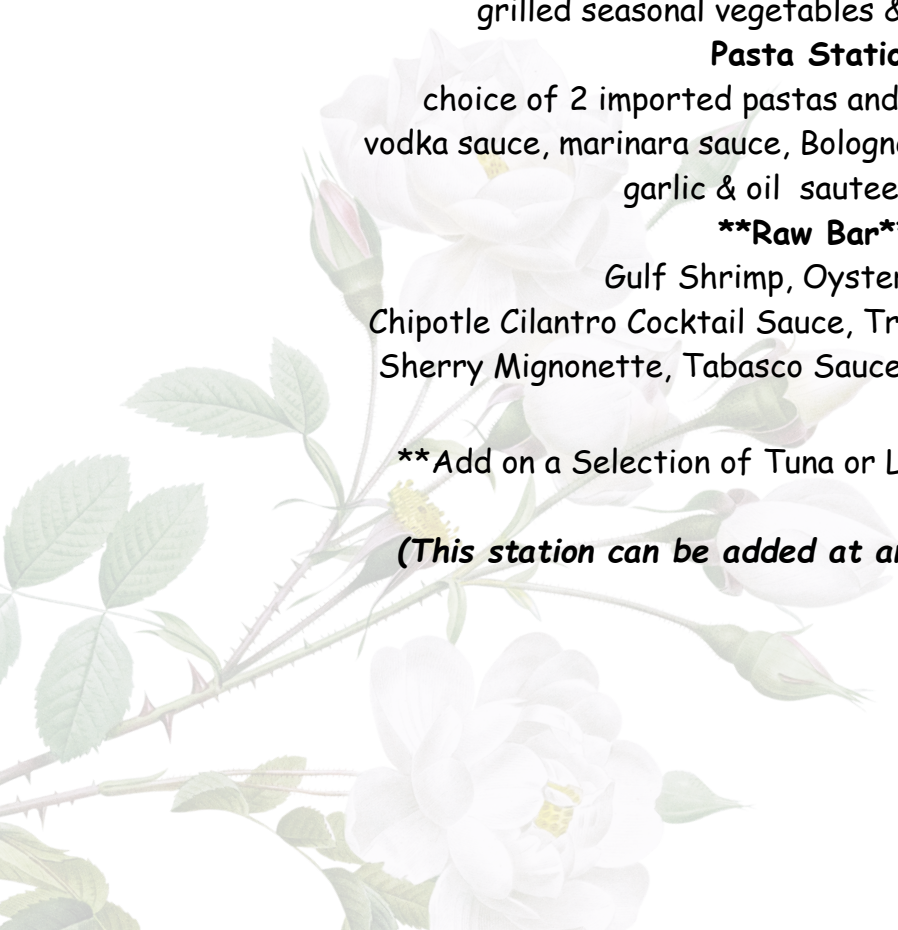 grilled seasonal vegetables &
Pasta Static
choice of 2 imported pastas and
vodka sauce, marinara sauce, Bologn
garlic & oil sautee
**Raw Bar**
Gulf Shrimp, Oyster
Chipotle Cilantro Cocktail Sauce, Tr
Sherry Mignonette, Tabasco Sauce
**Add on a Selection of Tuna or L
(This station can be added at a